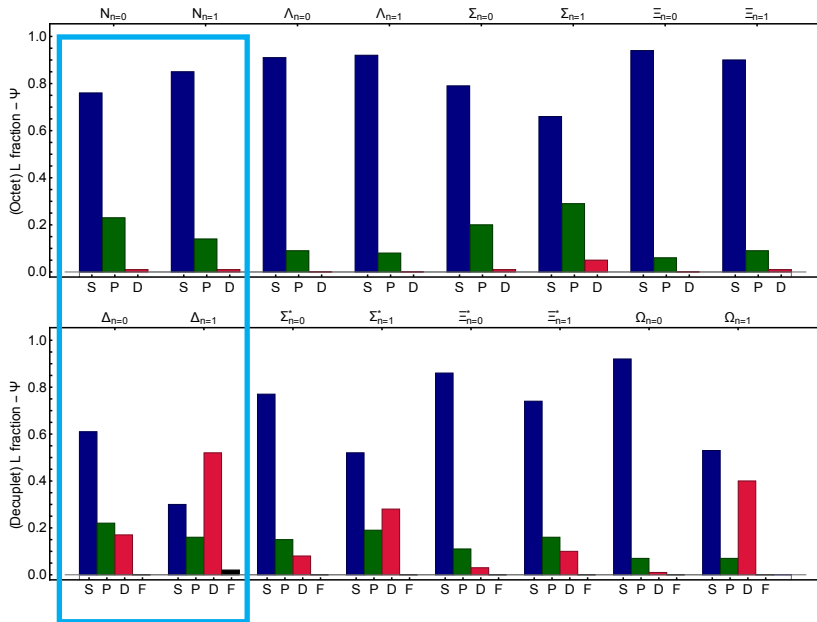 N_{n=0} N_{n=1} Λ_{n=0} Λ_{n=1} Σ_{n=0} Σ_{n=1} Ξ_{n=0} Ξ_{n=1}
(Octet) L fraction – Ψ
1.0
0.8
0.6
0.4
0.2
0.0
S P D S P D S P D S P D S P D S P D S P D S P D
Δ_{n=0} Δ_{n=1} Σ*_{n=0} Σ*_{n=1} Ξ*_{n=0} Ξ*_{n=1} Ω_{n=0} Ω_{n=1}
(Decuplet) L fraction – Ψ
1.0
0.8
0.6
0.4
0.2
0.0
S P D F S P D F S P D F S P D F S P D F S P D F S P D F S P D F